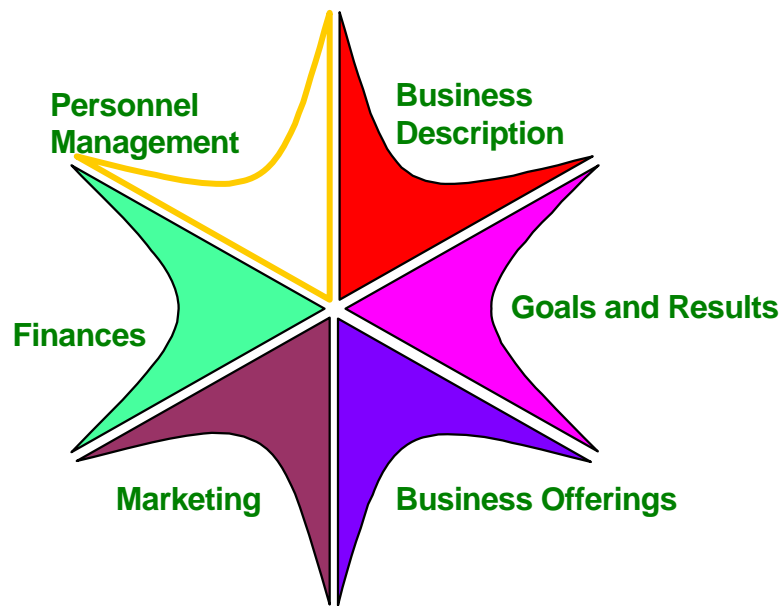 Personnel
Management
Business
Description
Finances
Goals and Results
Marketing
Business Offerings